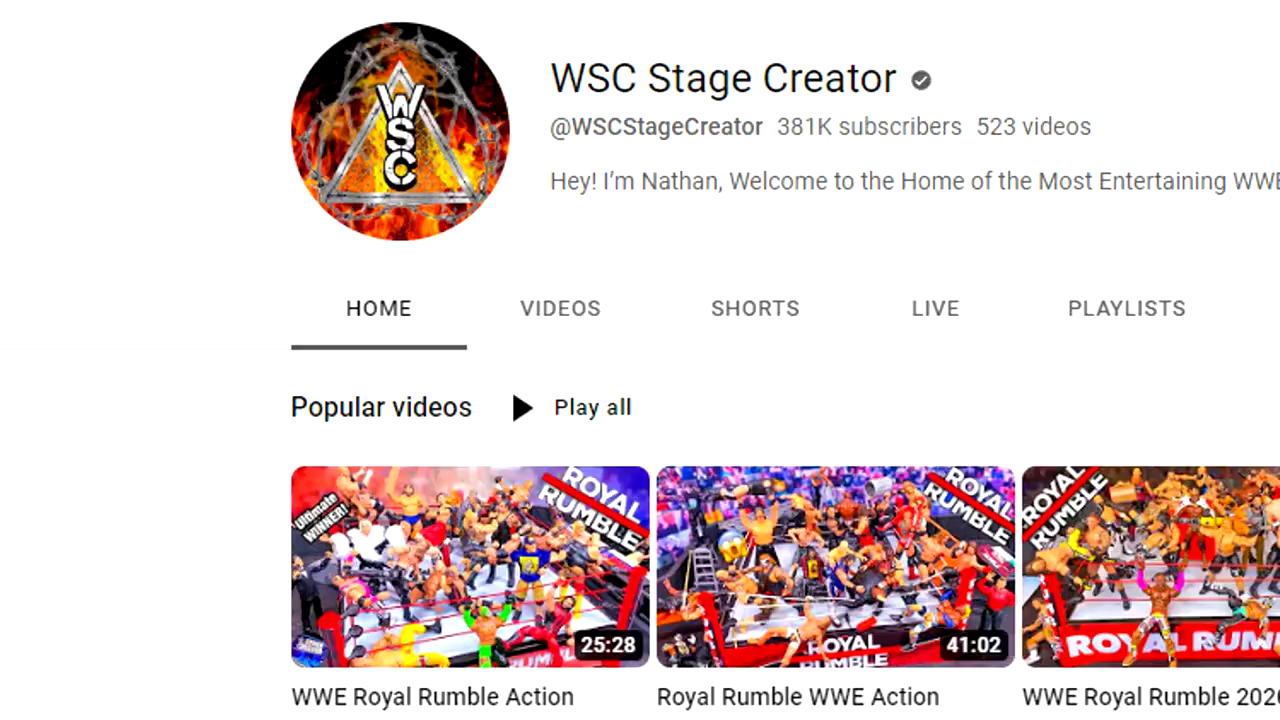 WSC
WSC Stage Creator
@WSCStageCreator 381K subscribers 523 videos
Hey! I'm Nathan, Welcome to the Home of the Most Entertaining WWE
HOME VIDEOS SHORTS LIVE PLAYLISTS
Popular videos Play all
Ultimate
WINNER!
ROYAL
RUMBLE
25:28
ROYAL
RUMBLE
ROYAL
RUMBLE
41:02
ROYAL
RUMBLE
ROYAL RUM
WWE Royal Rumble Action
Royal Rumble WWE Action
WWE Royal Rumble 202